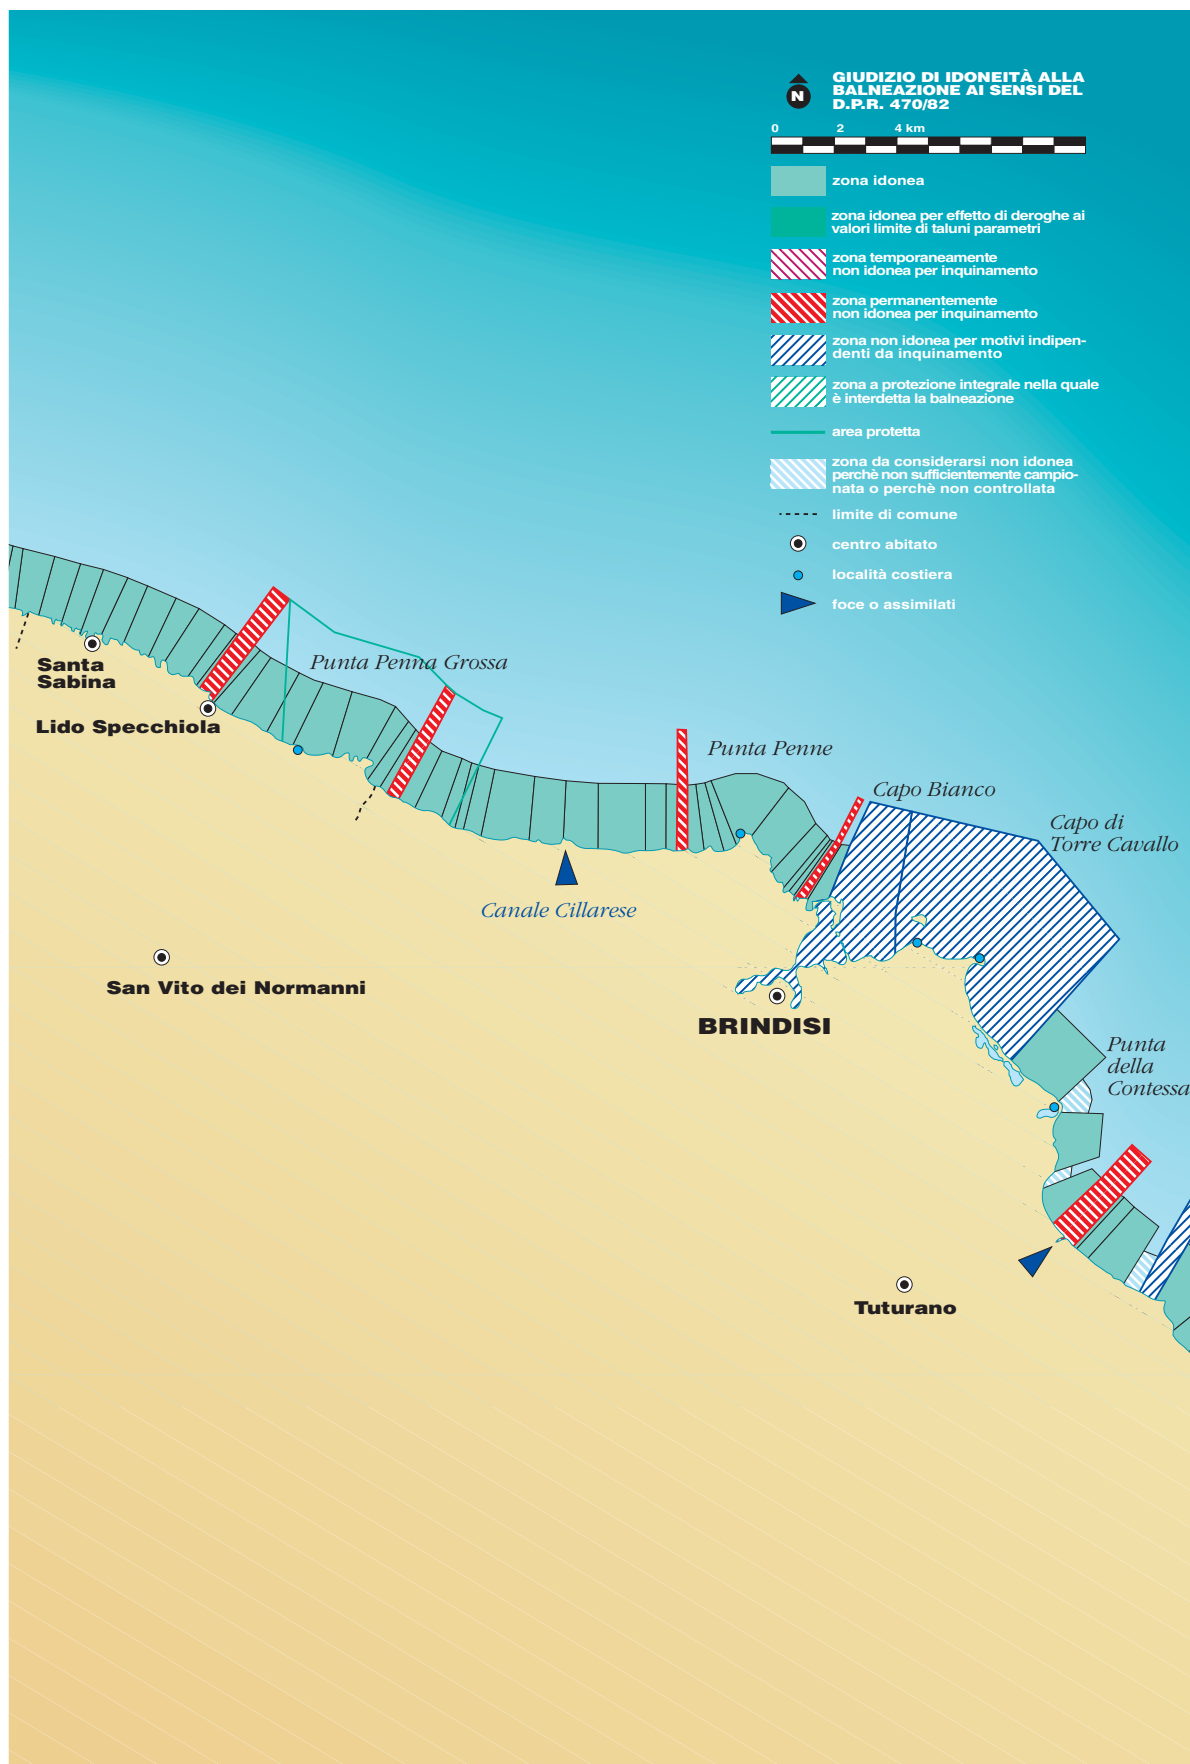 N
GIUDIZIO DI IDONEITÀ ALLA
BALNEAZIONE AI SENSI DEL
D.P.R. 470/82
0 2 4 km
zona idonea
zona idonea per effetto di deroghe ai
valori limite di taluni parametri
zona temporaneamente
non idonea per inquinamento
zona permanentemente
non idonea per inquinamento
zona non idonea per motivi indipen-
denti da inquinamento
zona a protezione integrale nella quale
è interdetta la balneazione
area protetta
zona da considerarsi non idonea
perchè non sufficientemente campio-
nata o perchè non controllata
limite di comune
centro abitato
località costiera
foce o assimilati
Santa
Sabina
Punta Penna Grossa
Lido Specchiola
Punta Penne
Capo Bianco
Capo di
Torre Cavallo
Canale Cillarese
San Vito dei Normanni
BRINDISI
Punta
della
Contessa
Tuturano